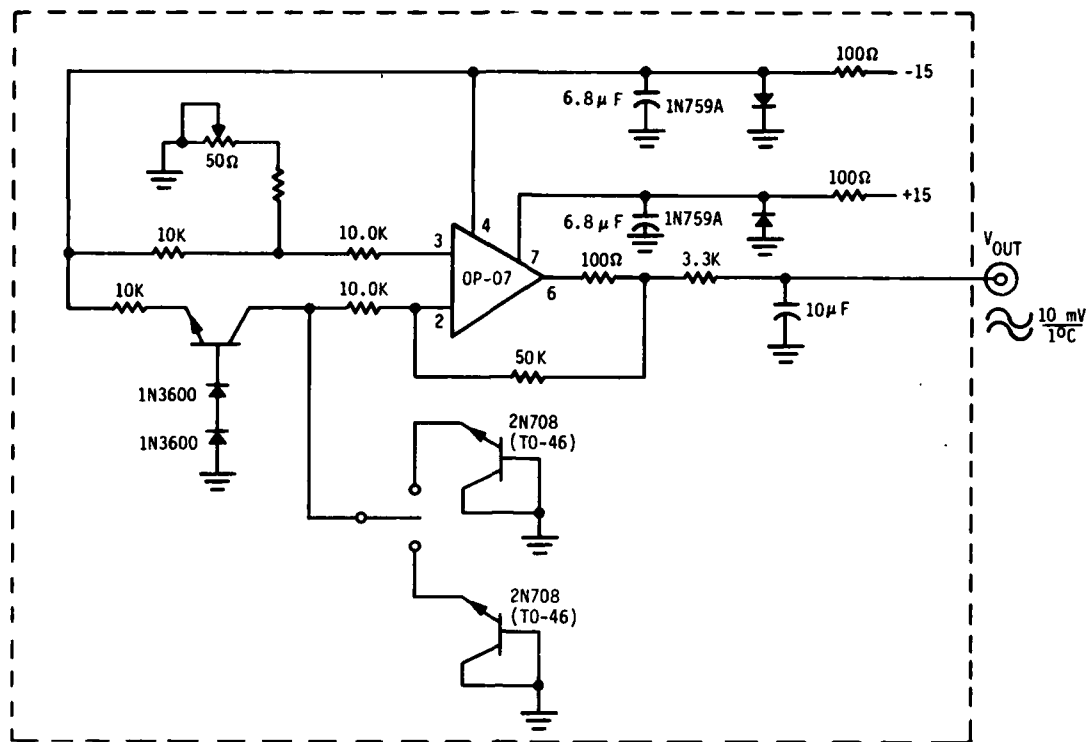 100Ω
-15
6.8μF
1N759A
50Ω
100Ω
+15
6.8μF
1N759A
10K
10.0K
3
4
7
OP-07
6
2
100Ω
3.3K
VOUT
10K
10.0K
10μF
10 mV
1°C
50K
1N3600
1N3600
2N708
(TO-46)
2N708
(TO-46)